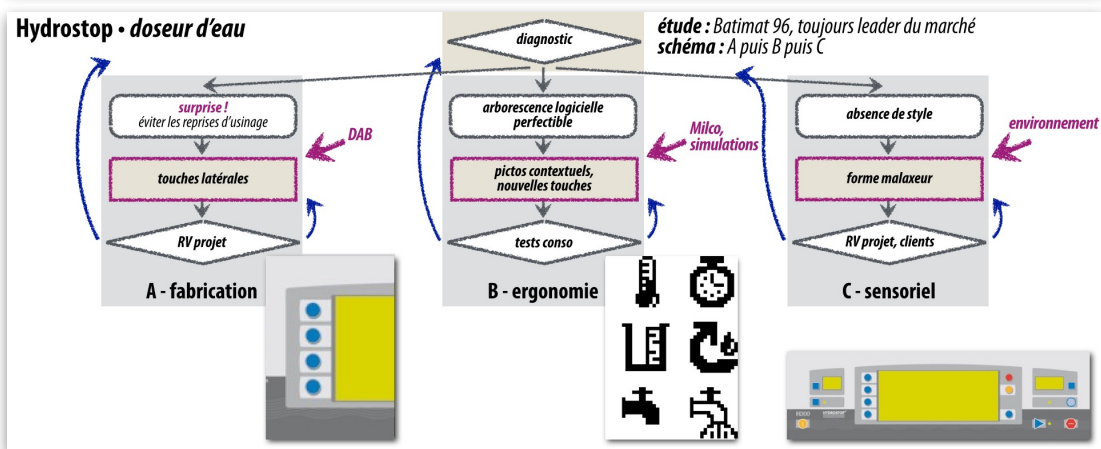 Hydrostop • doseur d'eau
diagnostic
étude : Batimat 96, toujours leader du marché
schéma : A puis B puis C
surprise !
éviter les reprises d'usinage
DAB
touches latérales
RV projet
A - fabrication
arborescence logicielle
perfectible
Milco,
simulations
pictos contextuels,
nouvelles touches
tests conso
B - ergonomie
absence de style
environnement
forme malaxeur
RV projet, clients
C - sensoriel